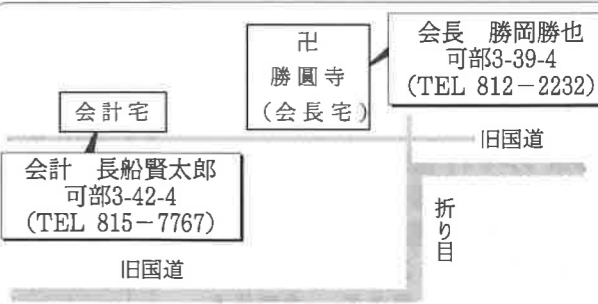 卍
勝圓寺
（会長宅）
会長　勝岡勝也
可部3-39-4
（TEL 812－2232）
会計宅
旧国道
会計　長船賢太郎
可部3-42-4
（TEL 815－7767）
折り目
旧国道